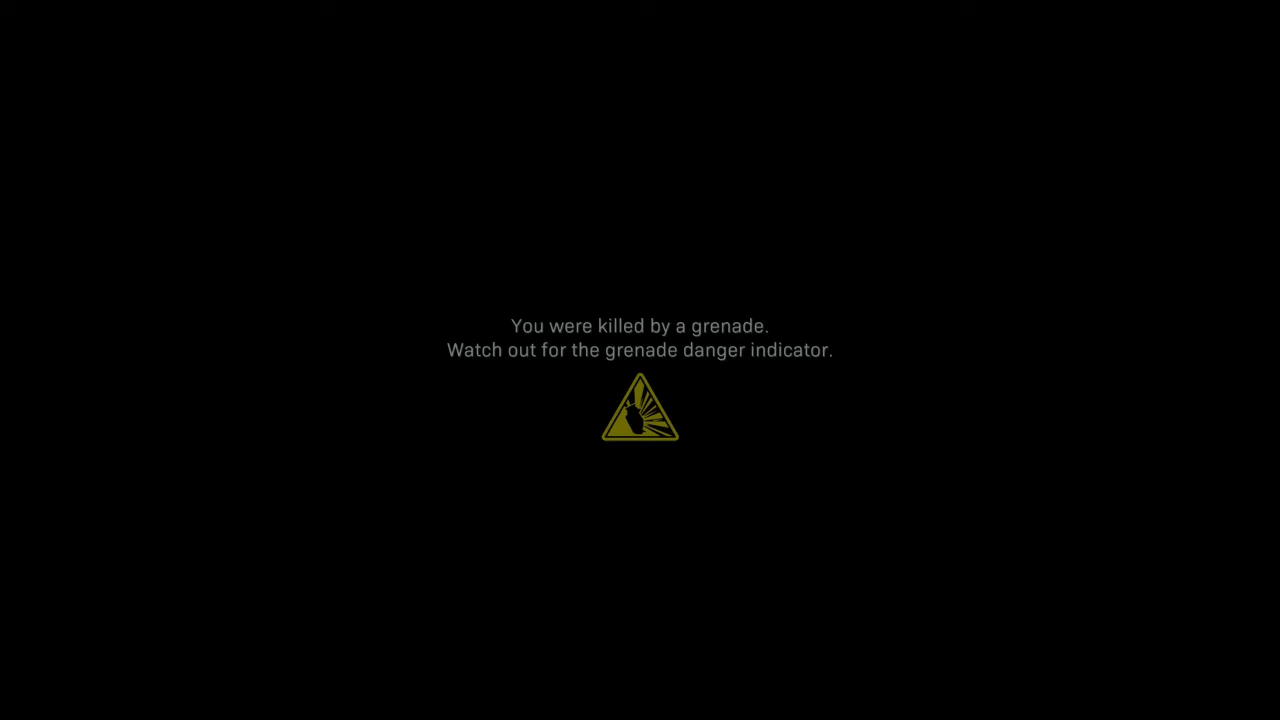 You were killed by a grenade.
Watch out for the grenade danger indicator.